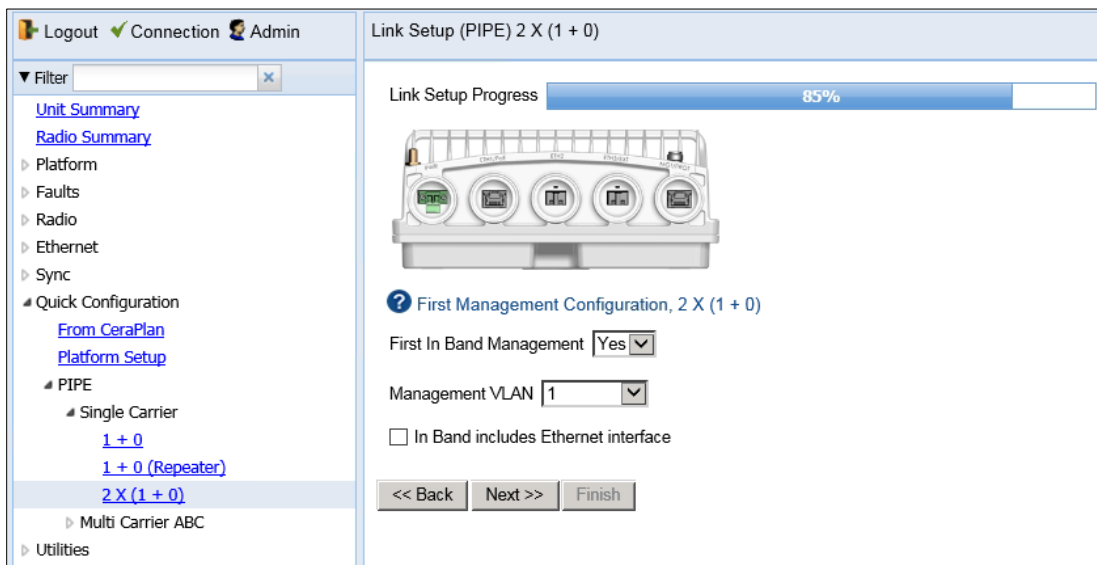 Logout Connection Admin
Filter
Unit Summary
Radio Summary
Platform
Faults
Radio
Ethernet
Sync
Quick Configuration
From CeraPlan
Platform Setup
PIPE
Single Carrier
1 + 0
1 + 0 (Repeater)
2 X (1 + 0)
Multi Carrier ABC
Utilities
Link Setup (PIPE) 2 X (1 + 0)
Link Setup Progress 85%
PWR
ETH2
First Management Configuration, 2 X (1 + 0)
First In Band Management Yes
Management VLAN 1
In Band includes Ethernet interface
<< Back Next >> Finish